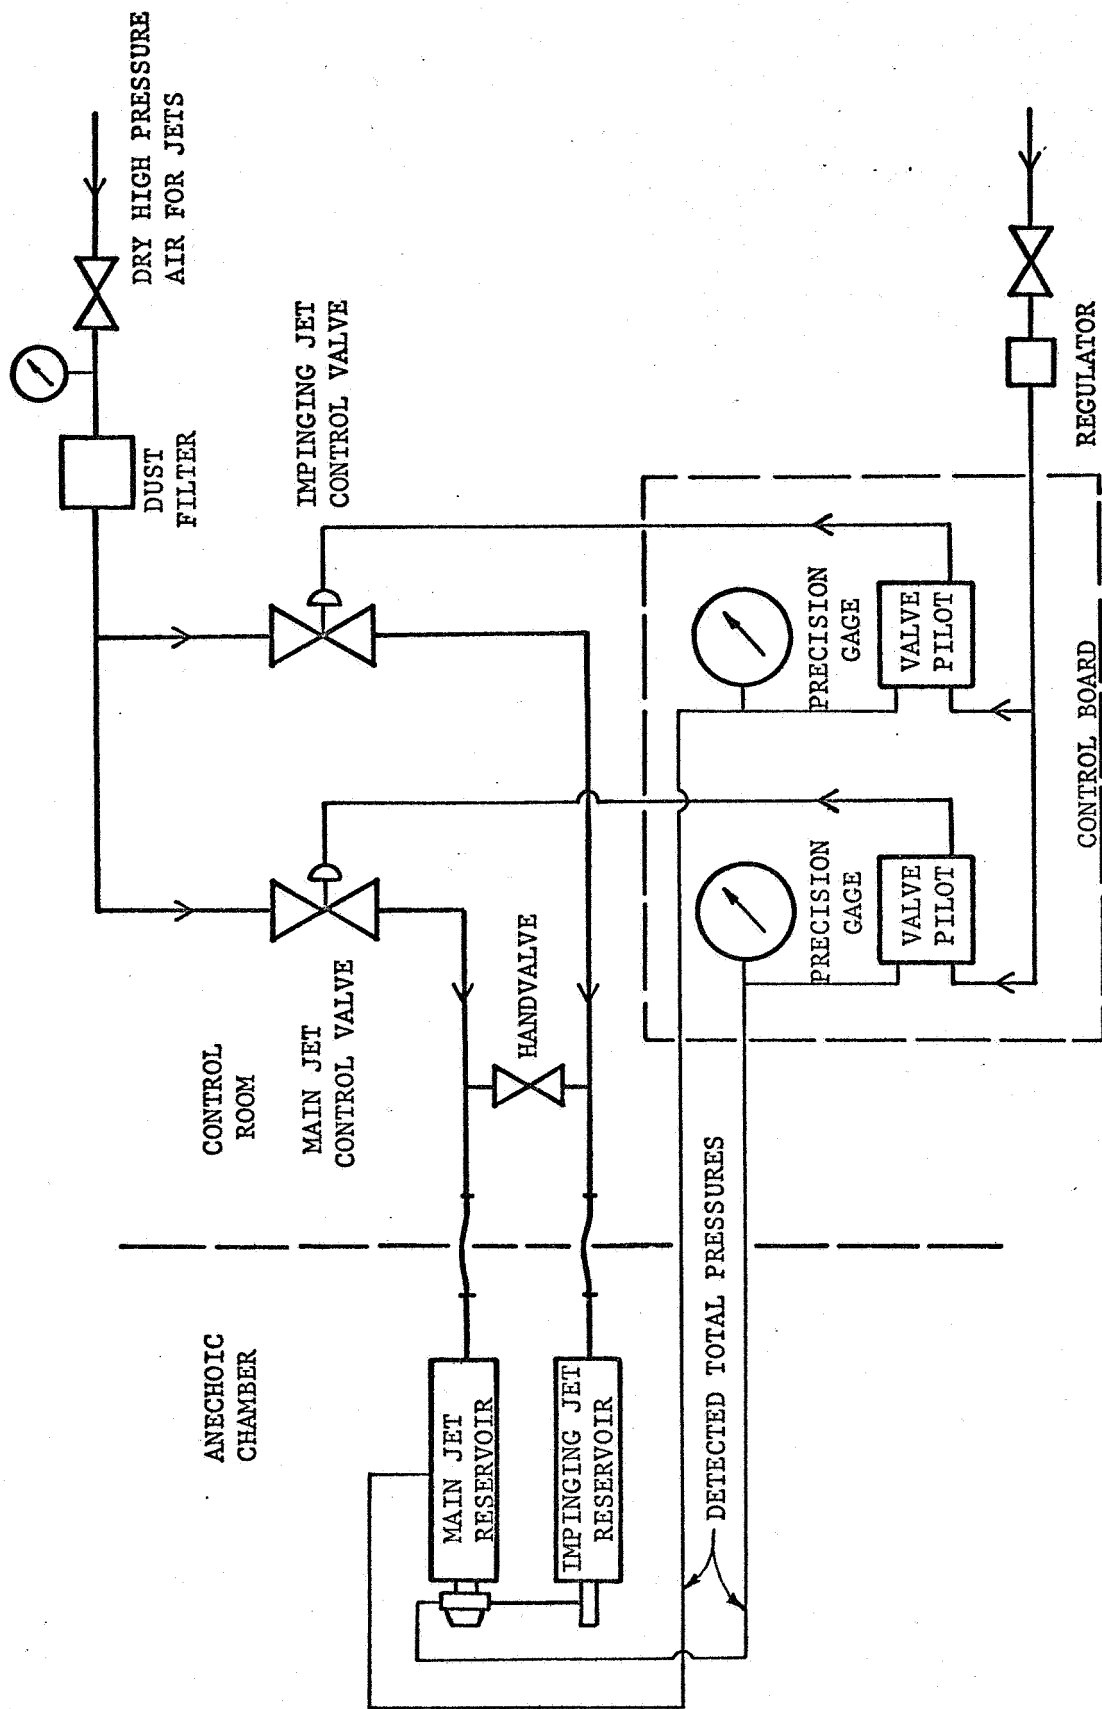 DRY HIGH PRESSURE
AIR FOR JETS
DUST
FILTER
IMPINGING JET
CONTROL VALVE
REGULATOR
MAIN JET
CONTROL VALVE
CONTROL
ROOM
HANDVALVE
PRECISION
GAGE
VALVE
PILOT
PRECISION
GAGE
VALVE
PILOT
CONTROL BOARD
ANECHOIC
CHAMBER
MAIN JET
RESERVOIR
IMPINGING JET
RESERVOIR
DETECTED TOTAL PRESSURES